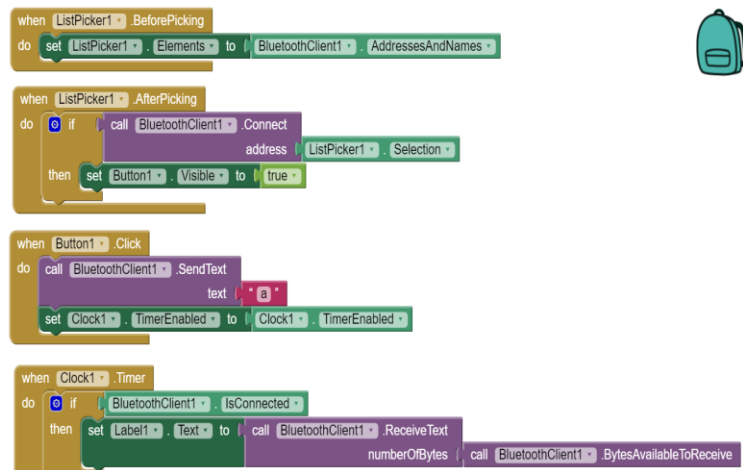 when ListPicker1 .BeforePicking
do set ListPicker1 . Elements to BluetoothClient1 . AddressesAndNames
when ListPicker1 .AfterPicking
do if call BluetoothClient1 .Connect
address ListPicker1 . Selection
then set Button1 . Visible to true
when Button1 .Click
do call BluetoothClient1 .SendText
text " a "
set Clock1 . TimerEnabled to Clock1 . TimerEnabled
when Clock1 .Timer
do if BluetoothClient1 . IsConnected
then set Label1 . Text to call BluetoothClient1 .ReceiveText
numberOfBytes call BluetoothClient1 .BytesAvailableToReceive